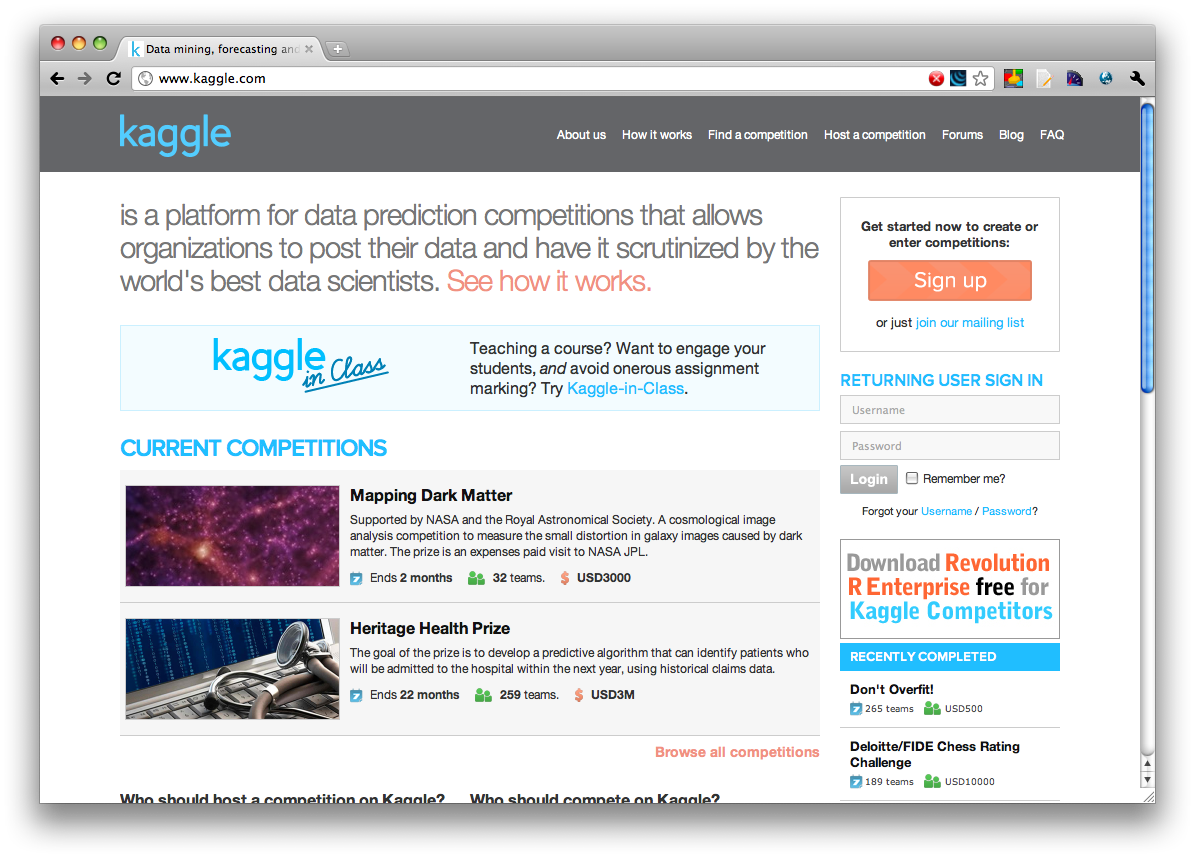 Data mining, forecasting and
www.kaggle.com
kaggle
About us
How it works
Find a competition
Host a competition
Forums
Blog
FAQ
is a platform for data prediction competitions that allows
organizations to post their data and have it scrutinized by the
world's best data scientists. See how it works.
kaggle
in Class
Teaching a course? Want to engage your
students, and avoid onerous assignment
marking? Try Kaggle-in-Class.
CURRENT COMPETITIONS
Mapping Dark Matter
Supported by NASA and the Royal Astronomical Society. A cosmological image
analysis competition to measure the small distortion in galaxy images caused by dark
matter. The prize is an expenses paid visit to NASA JPL.
Ends 2 months
32 teams.
$ USD3000
Heritage Health Prize
The goal of the prize is to develop a predictive algorithm that can identify patients who
will be admitted to the hospital within the next year, using historical claims data.
Ends 22 months
259 teams.
$ USD3M
Browse all competitions
Who should host a competition on Kaggle?
Who should compete on Kaggle?
Get started now to create or
enter competitions:
Sign up
or just join our mailing list
RETURNING USER SIGN IN
Username
Password
Login
Remember me?
Forgot your Username / Password?
Download Revolution
R Enterprise free for
Kaggle Competitors
RECENTLY COMPLETED
Don't Overfit!
265 teams
USD500
Deloitte/FIDE Chess Rating
Challenge
189 teams
USD10000